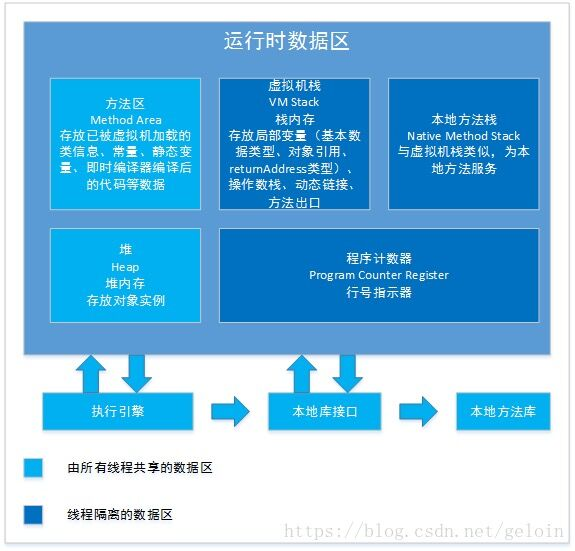 运行时数据区
方法区
Method Area
存放已被虚拟机加载的
类信息、常量、静态变
量、即时编译器编译后
的代码等数据
虚拟机栈
VM Stack
栈内存
存放局部变量（基本数
据类型、对象引用、
returnAddress类型）、
操作数栈、动态链接、
方法出口
本地方法栈
Native Method Stack
与虚拟机栈类似，为本
地方法服务
堆
Heap
堆内存
存放对象实例
程序计数器
Program Counter Register
行号指示器
执行引擎
本地库接口
本地方法库
由所有线程共享的数据区
线程隔离的数据区
https://blog.csdn.net/geloin